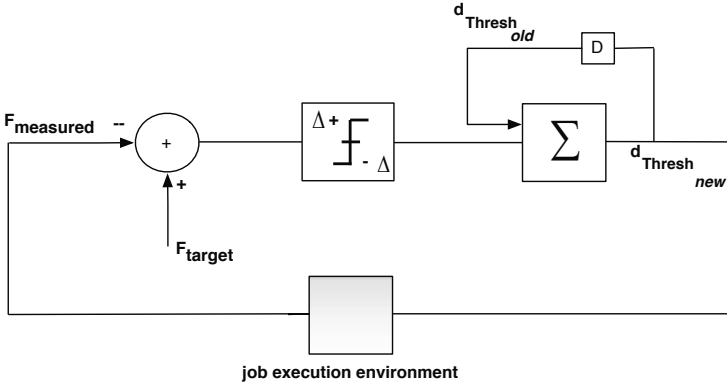 d Thresh old
D
F measured
--
+
+
F target
Δ +
- Δ
Σ
d Thresh new
job execution environment